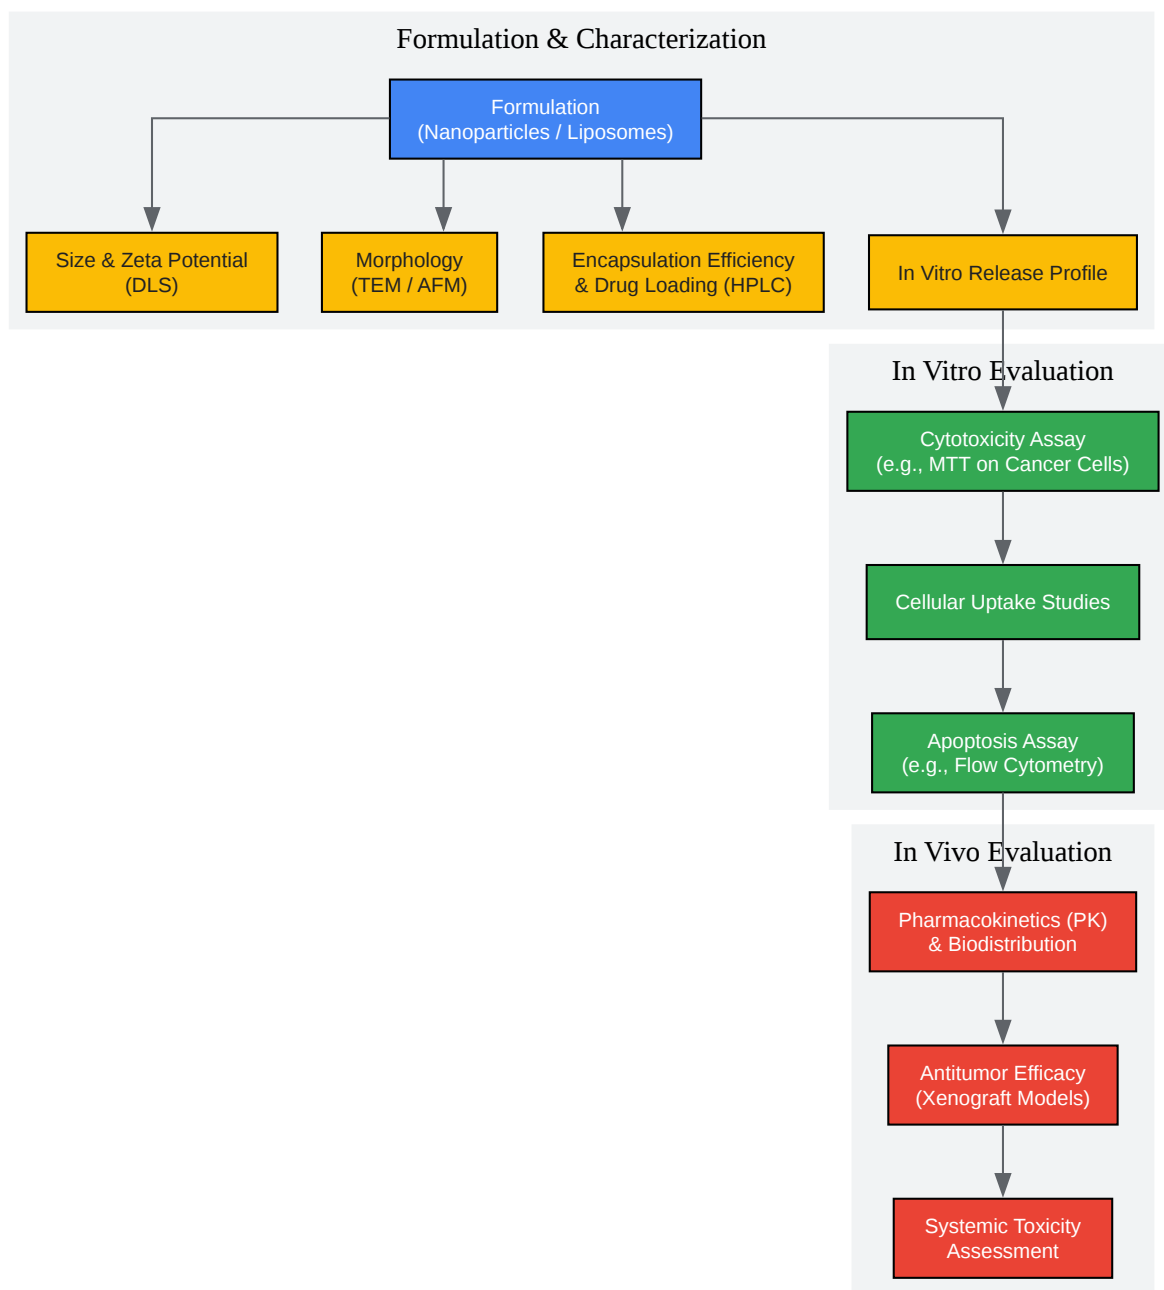 Formulation & Characterization
Formulation
(Nanoparticles / Liposomes)
Size & Zeta Potential
(DLS)
Morphology
(TEM / AFM)
Encapsulation Efficiency
& Drug Loading (HPLC)
In Vitro Release Profile
In Vitro Evaluation
Cytotoxicity Assay
(e.g., MTT on Cancer Cells)
Cellular Uptake Studies
Apoptosis Assay
(e.g., Flow Cytometry)
In Vivo Evaluation
Pharmacokinetics (PK)
& Biodistribution
Antitumor Efficacy
(Xenograft Models)
Systemic Toxicity
Assessment